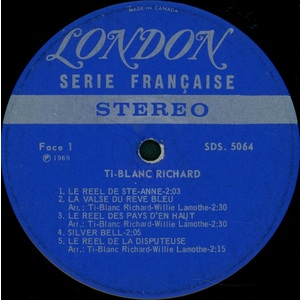 MADE IN CANADA
LONDON
SERIE FRANÇAISE
STEREO
Face 1
SDS. 5064
Ⓟ 1969
TI-BLANC RICHARD
1. LE REEL DE STE-ANNE-2:03
2. LA VALSE DU REVE BLEU
Arr.: Ti-Blanc Richard-Willie Lamothe-2:30
3. LE REEL DES PAYS D'EN HAUT
Arr.: Ti-Blanc Richard-Willie Lamothe-2:30
4. SILVER BELL-2:05
5. LE REEL DE LA DISPUTEUSE
Arr.: Ti-Blanc Richard-Willie Lamothe-2:15